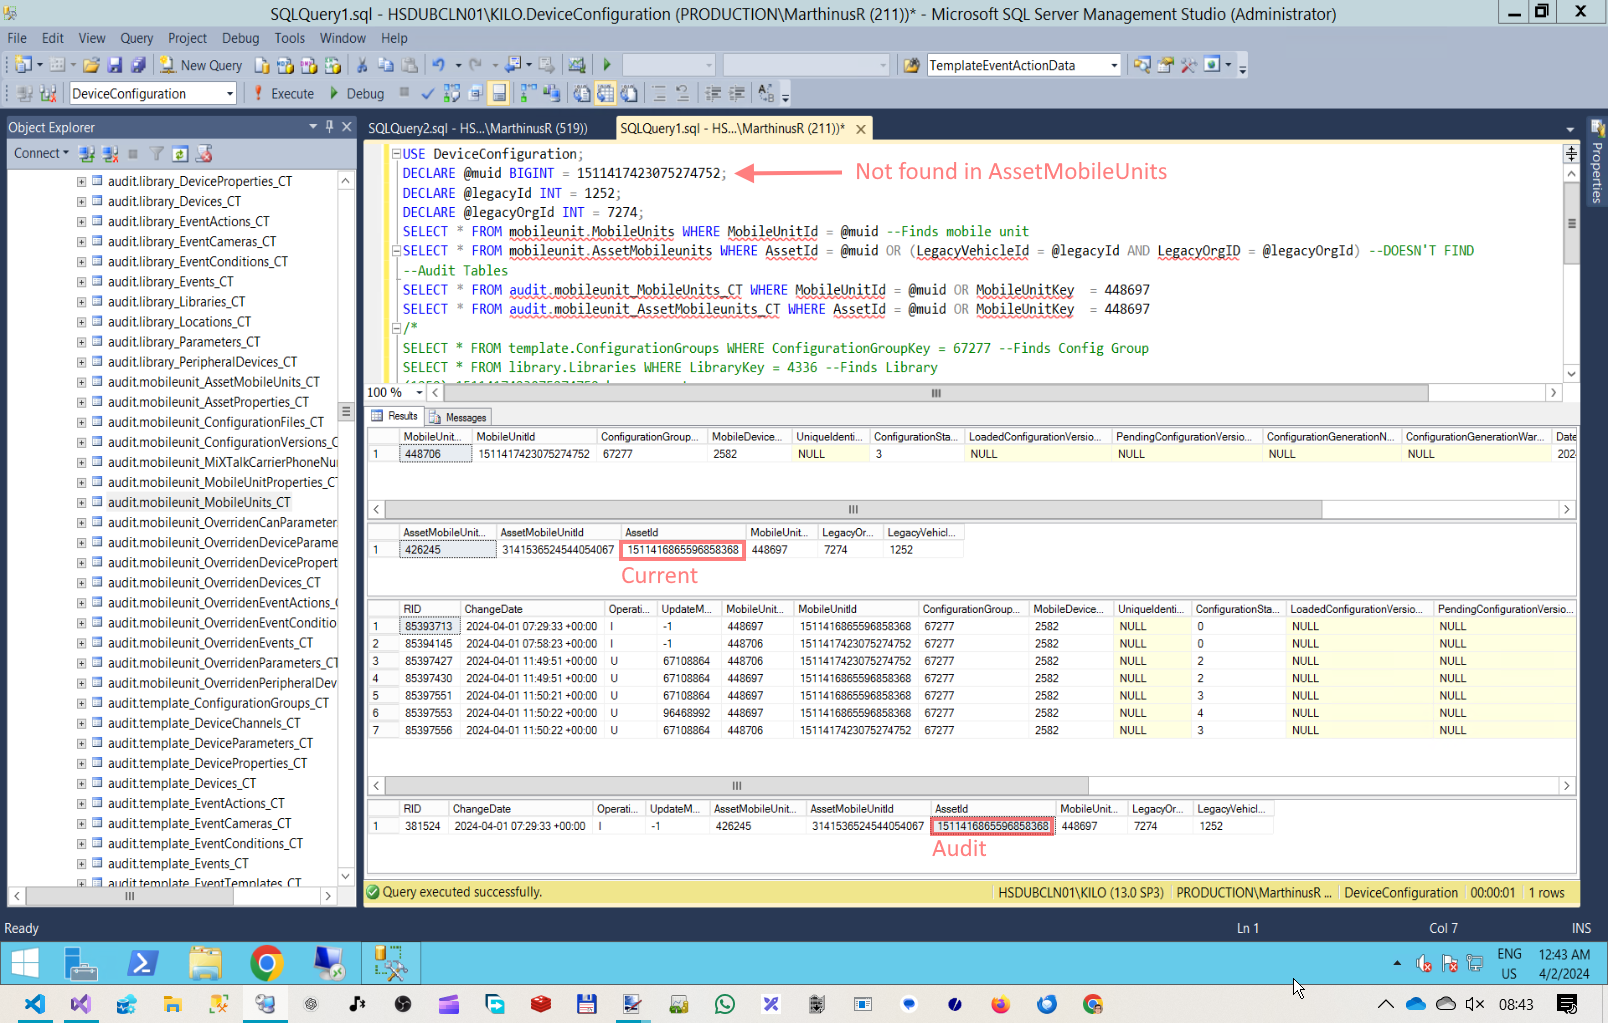 SQLQuery1.sql - HSDUBCLN01\KILO.DeviceConfiguration (PRODUCTION\MarthinusR (211))* - Microsoft SQL Server Management Studio (Administrator)
File Edit View Query Project Debug Tools Window Help
New Query TemplateEventActionData
DeviceConfiguration Execute Debug
Object Explorer
Connect
audit.library_DeviceProperties_CT
audit.library_Devices_CT
audit.library_EventActions_CT
audit.library_EventCameras_CT
audit.library_EventConditions_CT
audit.library_Events_CT
audit.library_Libraries_CT
audit.library_Locations_CT
audit.library_Parameters_CT
audit.library_PeripheralDevices_CT
audit.mobileunit_AssetMobileUnits_CT
audit.mobileunit_AssetProperties_CT
audit.mobileunit_ConfigurationFiles_CT
audit.mobileunit_ConfigurationVersions_C
audit.mobileunit_MiXTalkCarrierPhoneNu
audit.mobileunit_MobileUnitProperties_C
audit.mobileunit_MobileUnits_CT
audit.mobileunit_OverridenCanParameter
audit.mobileunit_OverridenDeviceParame
audit.mobileunit_OverridenDevicePropert
audit.mobileunit_OverridenDevices_CT
audit.mobileunit_OverridenEventActions_
audit.mobileunit_OverridenEventConditio
audit.mobileunit_OverridenEvents_CT
audit.mobileunit_OverridenParameters_CT
audit.mobileunit_OverridenPeripheralDev
audit.template_ConfigurationGroups_CT
audit.template_DeviceChannels_CT
audit.template_DeviceParameters_CT
audit.template_DeviceProperties_CT
audit.template_Devices_CT
audit.template_EventActions_CT
audit.template_EventCameras_CT
audit.template_EventConditions_CT
audit.template_Events_CT
audit.template_EventTemplates_CT
SQLQuery2.sql - HS...\MarthinusR (519)) SQLQuery1.sql - HS...\MarthinusR (211))*
Properties
USE DeviceConfiguration;
DECLARE @muid BIGINT = 1511417423075274752; Not found in AssetMobileUnits
DECLARE @legacyId INT = 1252;
DECLARE @legacyOrgId INT = 7274;
SELECT * FROM mobileunit.MobileUnits WHERE MobileUnitId = @muid --Finds mobile unit
SELECT * FROM mobileunit.AssetMobileunits WHERE AssetId = @muid OR (LegacyVehicleId = @legacyId AND LegacyOrgID = @legacyOrgId) --DOESN'T FIND
--Audit Tables
SELECT * FROM audit.mobileunit_MobileUnits_CT WHERE MobileUnitId = @muid OR MobileUnitKey = 448697
SELECT * FROM audit.mobileunit_AssetMobileunits_CT WHERE AssetId = @muid OR MobileUnitKey = 448697
/*
SELECT * FROM template.ConfigurationGroups WHERE ConfigurationGroupKey = 67277 --Finds Config Group
SELECT * FROM library.Libraries WHERE LibraryKey = 4336 --Finds Library
100 %
Results Messages
MobileUnit... MobileUnitId ConfigurationGroup... MobileDevice... UniqueIdenti... ConfigurationSta... LoadedConfigurationVersio... PendingConfigurationVersio... ConfigurationGenerationN... ConfigurationGenerationWar... Date
1 448706 1511417423075274752 67277 2582 NULL 3 NULL NULL NULL NULL 202
AssetMobileUnit... AssetMobileUnitId AssetId MobileUnit... LegacyOr... LegacyVehicl...
1 426245 3141536524544054067 1511416865596858368 448697 7274 1252
Current
RID ChangeDate Operati... UpdateM... MobileUnit... MobileUnitId ConfigurationGroup... MobileDevice... UniqueIdenti... ConfigurationSta... LoadedConfigurationVersio... PendingConfigurationVersio...
1 85393713 2024-04-01 07:29:33 +00:00 I -1 448697 1511416865596858368 67277 2582 NULL 0 NULL NULL
2 85394145 2024-04-01 07:58:23 +00:00 I -1 448706 1511417423075274752 67277 2582 NULL 0 NULL NULL
3 85397427 2024-04-01 11:49:51 +00:00 U 67108864 448706 1511417423075274752 67277 2582 NULL 2 NULL NULL
4 85397430 2024-04-01 11:49:51 +00:00 U 67108864 448697 1511416865596858368 67277 2582 NULL 2 NULL NULL
5 85397551 2024-04-01 11:50:21 +00:00 U 67108864 448697 1511416865596858368 67277 2582 NULL 3 NULL NULL
6 85397553 2024-04-01 11:50:22 +00:00 U 96468992 448697 1511416865596858368 67277 2582 NULL 4 NULL NULL
7 85397556 2024-04-01 11:50:22 +00:00 U 67108864 448706 1511417423075274752 67277 2582 NULL 3 NULL NULL
RID ChangeDate Operati... UpdateM... AssetMobileUnit... AssetMobileUnitId AssetId MobileUnit... LegacyOr... LegacyVehicl...
1 381524 2024-04-01 07:29:33 +00:00 I -1 426245 3141536524544054067 1511416865596858368 448697 7274 1252
Audit
Query executed successfully. HSDUBCLN01\KILO (13.0 SP3) PRODUCTION\MarthinusR ... DeviceConfiguration 00:00:01 1 rows
Ready Ln 1 Col 7 INS
ENG US 12:43 AM 4/2/2024
08:43